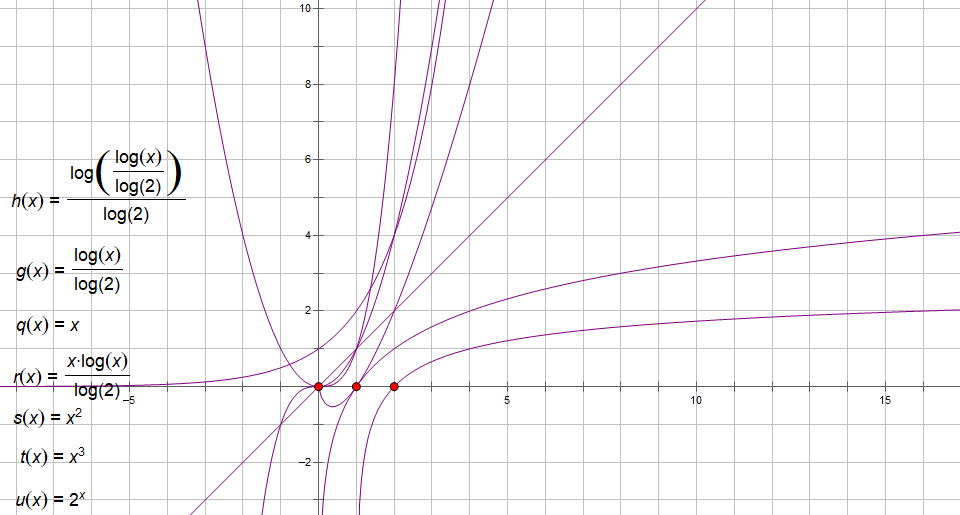 10
8
6
4
2
-2
-5
5
10
15
h(x) = log(log(x)/log(2))/log(2)
g(x) = log(x)/log(2)
q(x) = x
r(x) = x·log(x)/log(2)
s(x) = x²
t(x) = x³
u(x) = 2ˣ